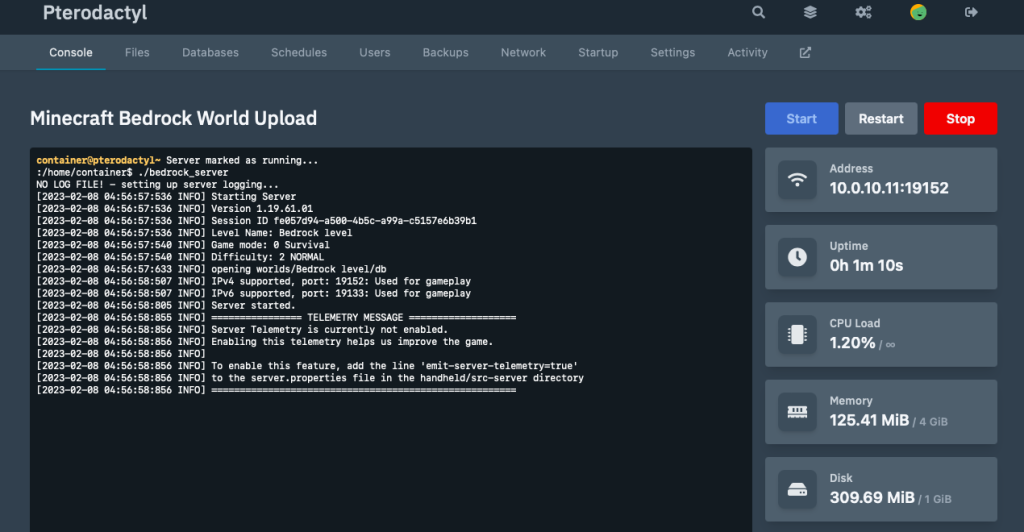 Pterodactyl
Console Files Databases Schedules Users Backups Network Startup Settings Activity
Minecraft Bedrock World Upload
Start Restart Stop
container@pterodactyl~ Server marked as running...
:/home/container$ ./bedrock_server
NO LOG FILE! - setting up server logging...
[2023-02-08 04:56:57:536 INFO] Starting Server
[2023-02-08 04:56:57:536 INFO] Version 1.19.61.01
[2023-02-08 04:56:57:536 INFO] Session ID fe057d94-a500-4b5c-a99a-c5157e6b39b1
[2023-02-08 04:56:57:536 INFO] Level Name: Bedrock level
[2023-02-08 04:56:57:540 INFO] Game mode: 0 Survival
[2023-02-08 04:56:57:540 INFO] Difficulty: 2 NORMAL
[2023-02-08 04:56:57:633 INFO] opening worlds/Bedrock level/db
[2023-02-08 04:56:58:507 INFO] IPv4 supported, port: 19152: Used for gameplay
[2023-02-08 04:56:58:507 INFO] IPv6 supported, port: 19133: Used for gameplay
[2023-02-08 04:56:58:805 INFO] Server started.
[2023-02-08 04:56:58:855 INFO] ================ TELEMETRY MESSAGE ===================
[2023-02-08 04:56:58:856 INFO] Server Telemetry is currently not enabled.
[2023-02-08 04:56:58:856 INFO] Enabling this telemetry helps us improve the game.
[2023-02-08 04:56:58:856 INFO]
[2023-02-08 04:56:58:856 INFO] To enable this feature, add the line 'emit-server-telemetry=true'
[2023-02-08 04:56:58:856 INFO] to the server.properties file in the handheld/src-server directory
[2023-02-08 04:56:58:856 INFO] ======================================================
Address
10.0.10.11:19152
Uptime
0h 1m 10s
CPU Load
1.20% / ∞
Memory
125.41 MiB / 4 GiB
Disk
309.69 MiB / 1 GiB